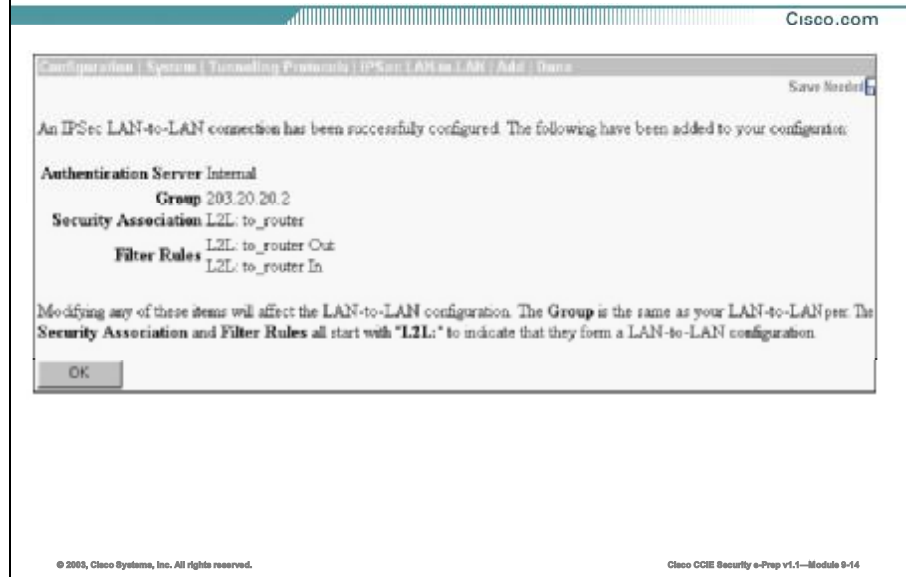 Cisco.com
Configuration | System | Tunneling Protocols | IPSec LAN-to-LAN | Add | Done
Save Needed
An IPSec LAN-to-LAN connection has been successfully configured. The following have been added to your configuration:
Authentication Server Internal
Group 203.20.20.2
Security Association L2L: to_router
Filter Rules L2L: to_router Out
L2L: to_router In
Modifying any of these items will affect the LAN-to-LAN configuration. The Group is the same as your LAN-to-LAN peer. The
Security Association and Filter Rules all start with "L2L:" to indicate that they form a LAN-to-LAN configuration.
OK
© 2003, Cisco Systems, Inc. All rights reserved.
Cisco CCIE Security e-Prep v1.1—Module 9-14